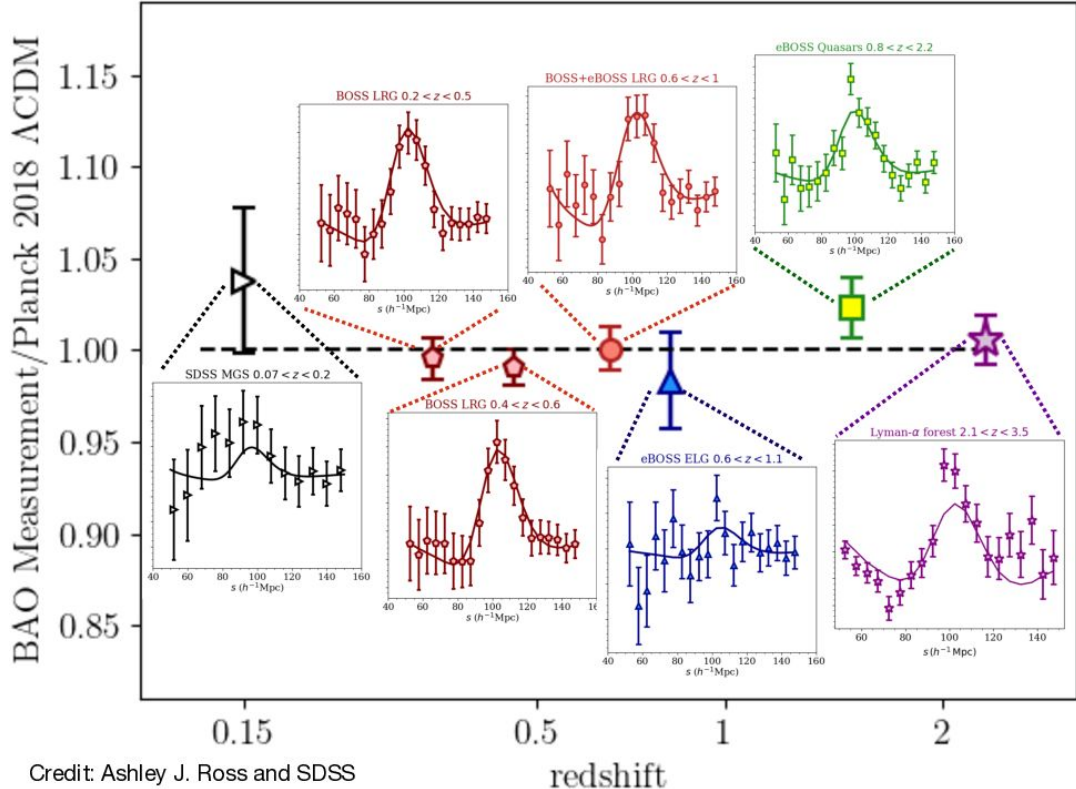 BAO Measurement/Planck 2018 ΛCDM
1.15
1.10
1.05
1.00
0.95
0.90
0.85
eBOSS Quasars 0.8 < z < 2.2
40 60 80 100 120 140 160
s (h⁻¹Mpc)
BOSS+eBOSS LRG 0.6 < z < 1
40 60 80 100 120 140 160
s (h⁻¹Mpc)
BOSS LRG 0.2 < z < 0.5
40 60 80 100 120 140 160
s (h⁻¹Mpc)
SDSS MGS 0.07 < z < 0.2
40 60 80 100 120 140 160
s (h⁻¹Mpc)
BOSS LRG 0.4 < z < 0.6
40 60 80 100 120 140 16
s (h⁻¹Mpc)
eBOSS ELG 0.6 < z < 1.1
40 60 80 100 120 140 160
s (h⁻¹Mpc)
Lyman-α forest 2.1 < z < 3.5
60 80 100 120 140
s (h⁻¹ Mpc)
0.15 0.5 1 2
redshift
Credit: Ashley J. Ross and SDSS